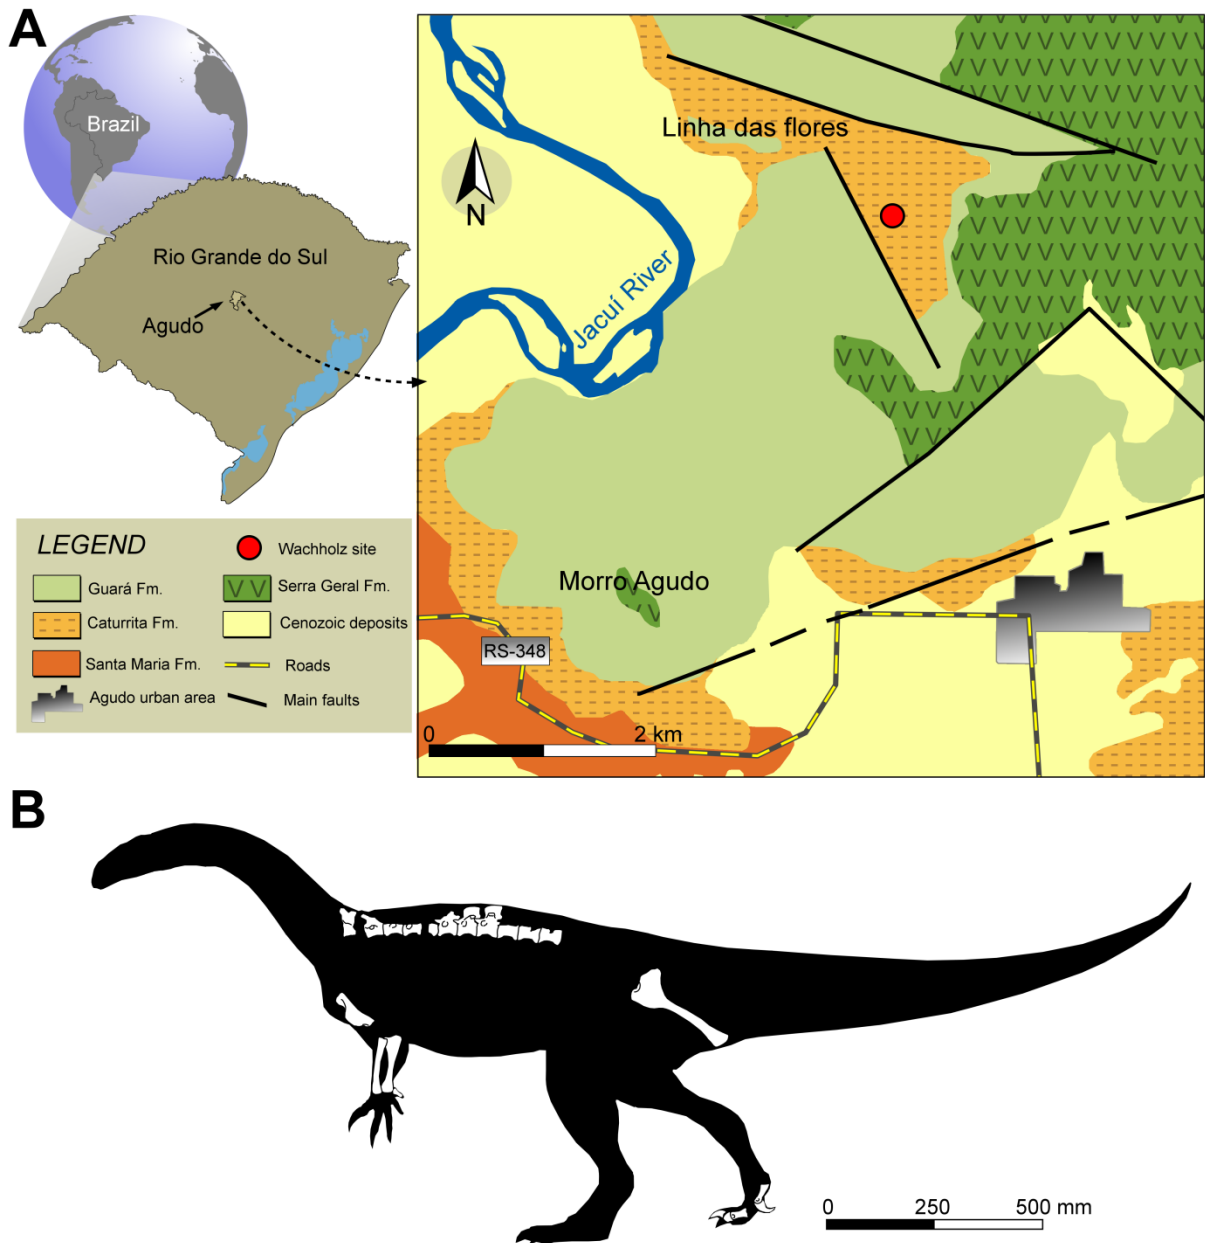 A
Brazil
Rio Grande do Sul
Agudo
Linha das flores
N
Jacuí River
Morro Agudo
RS-348
0 2 km
LEGEND
Wachholz site
Guará Fm.
Serra Geral Fm.
Caturrita Fm.
Cenozoic deposits
Santa Maria Fm.
Roads
Agudo urban area
Main faults
B
0 250 500 mm